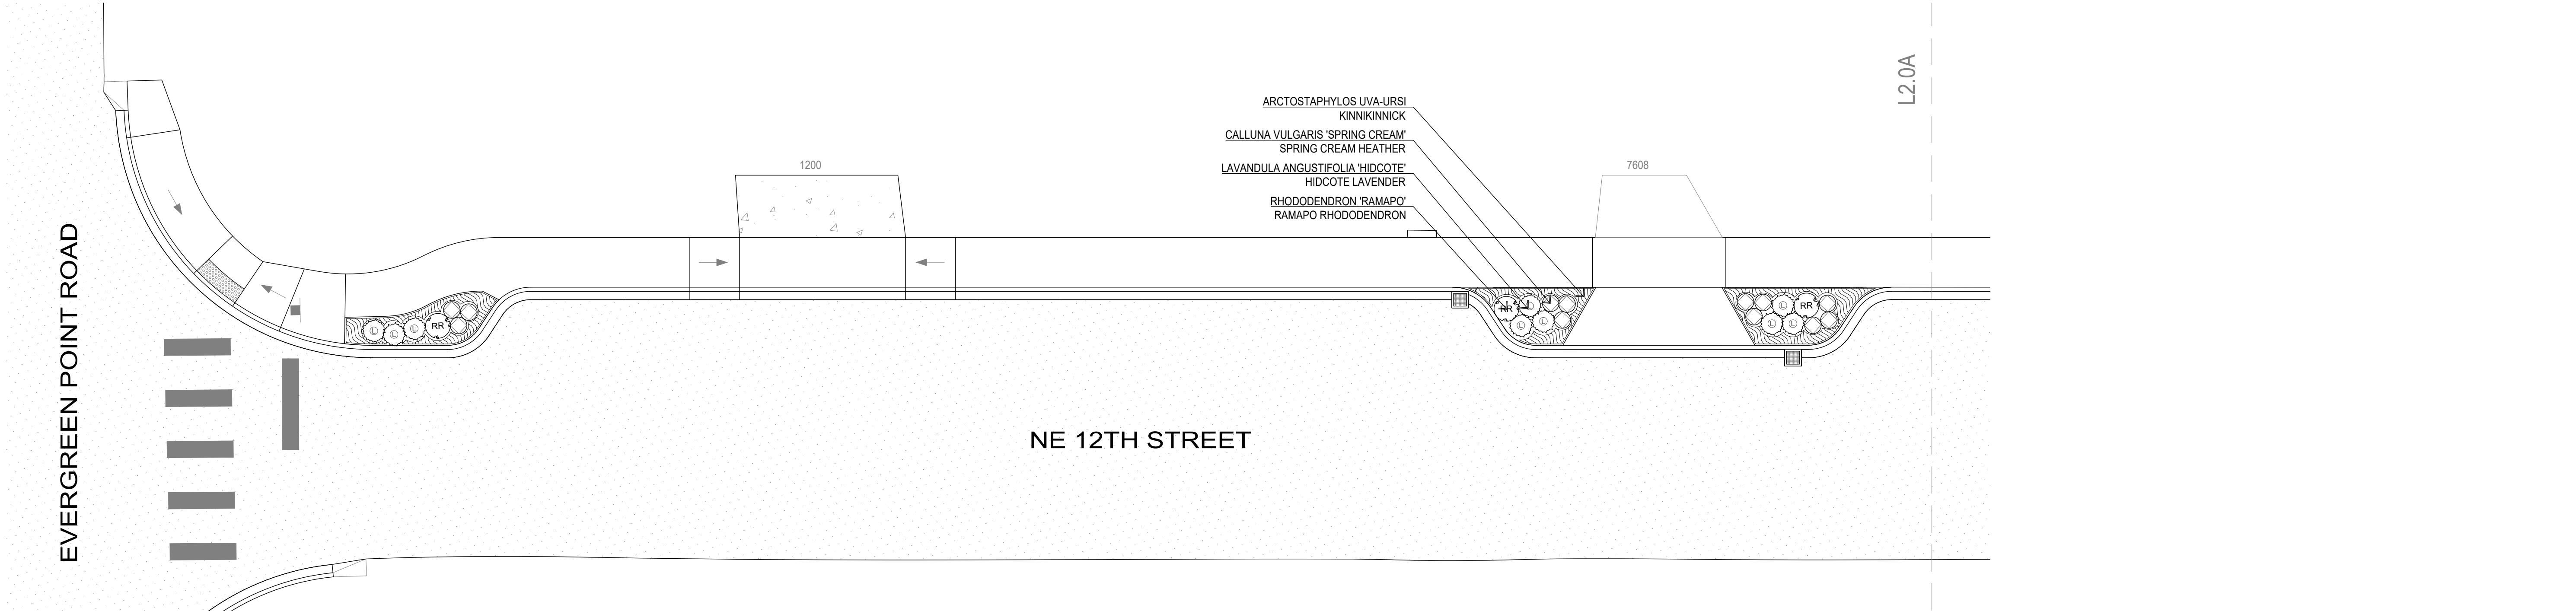 L2.0A
ARCTOSTAPHYLOS UVA-URSI
KINNIKINNICK
CALLUNA VULGARIS 'SPRING CREAM'
SPRING CREAM HEATHER
LAVANDULA ANGUSTIFOLIA 'HIDCOTE'
HIDCOTE LAVENDER
RHODODENDRON 'RAMAPO'
RAMAPO RHODODENDRON
1200
7608
EVERGREEN POINT ROAD
L
L
L
RR
RR
L
L
L
L
RR
L
L
NE 12TH STREET